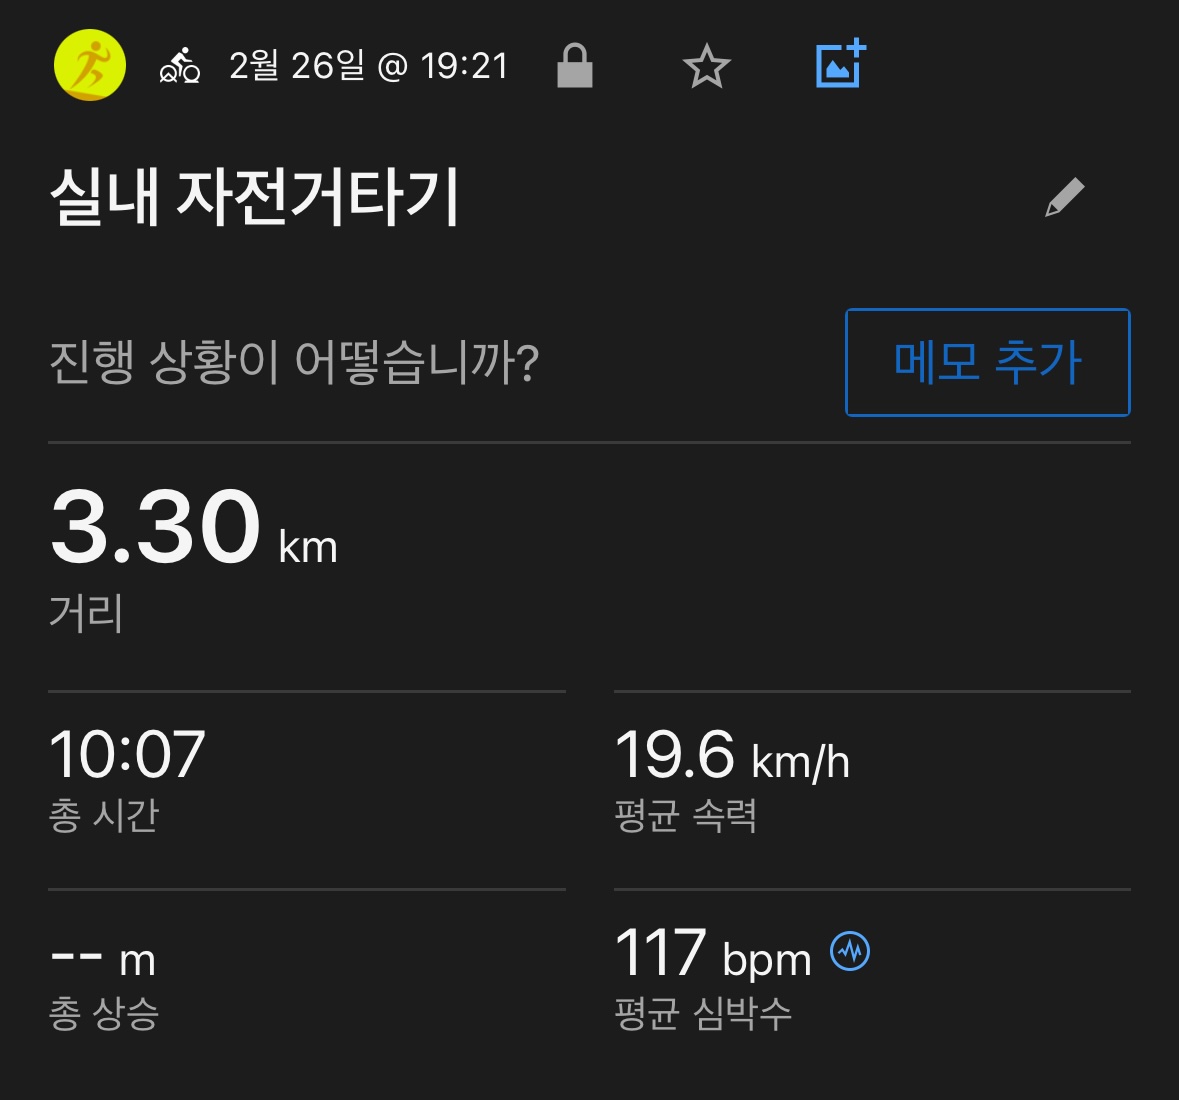 2월 26일 @ 19:21
실내 자전거타기
진행 상황이 어떻습니까?
메모 추가
3.30 km
거리
10:07
총 시간
19.6 km/h
평균 속력
-- m
총 상승
117 bpm
평균 심박수